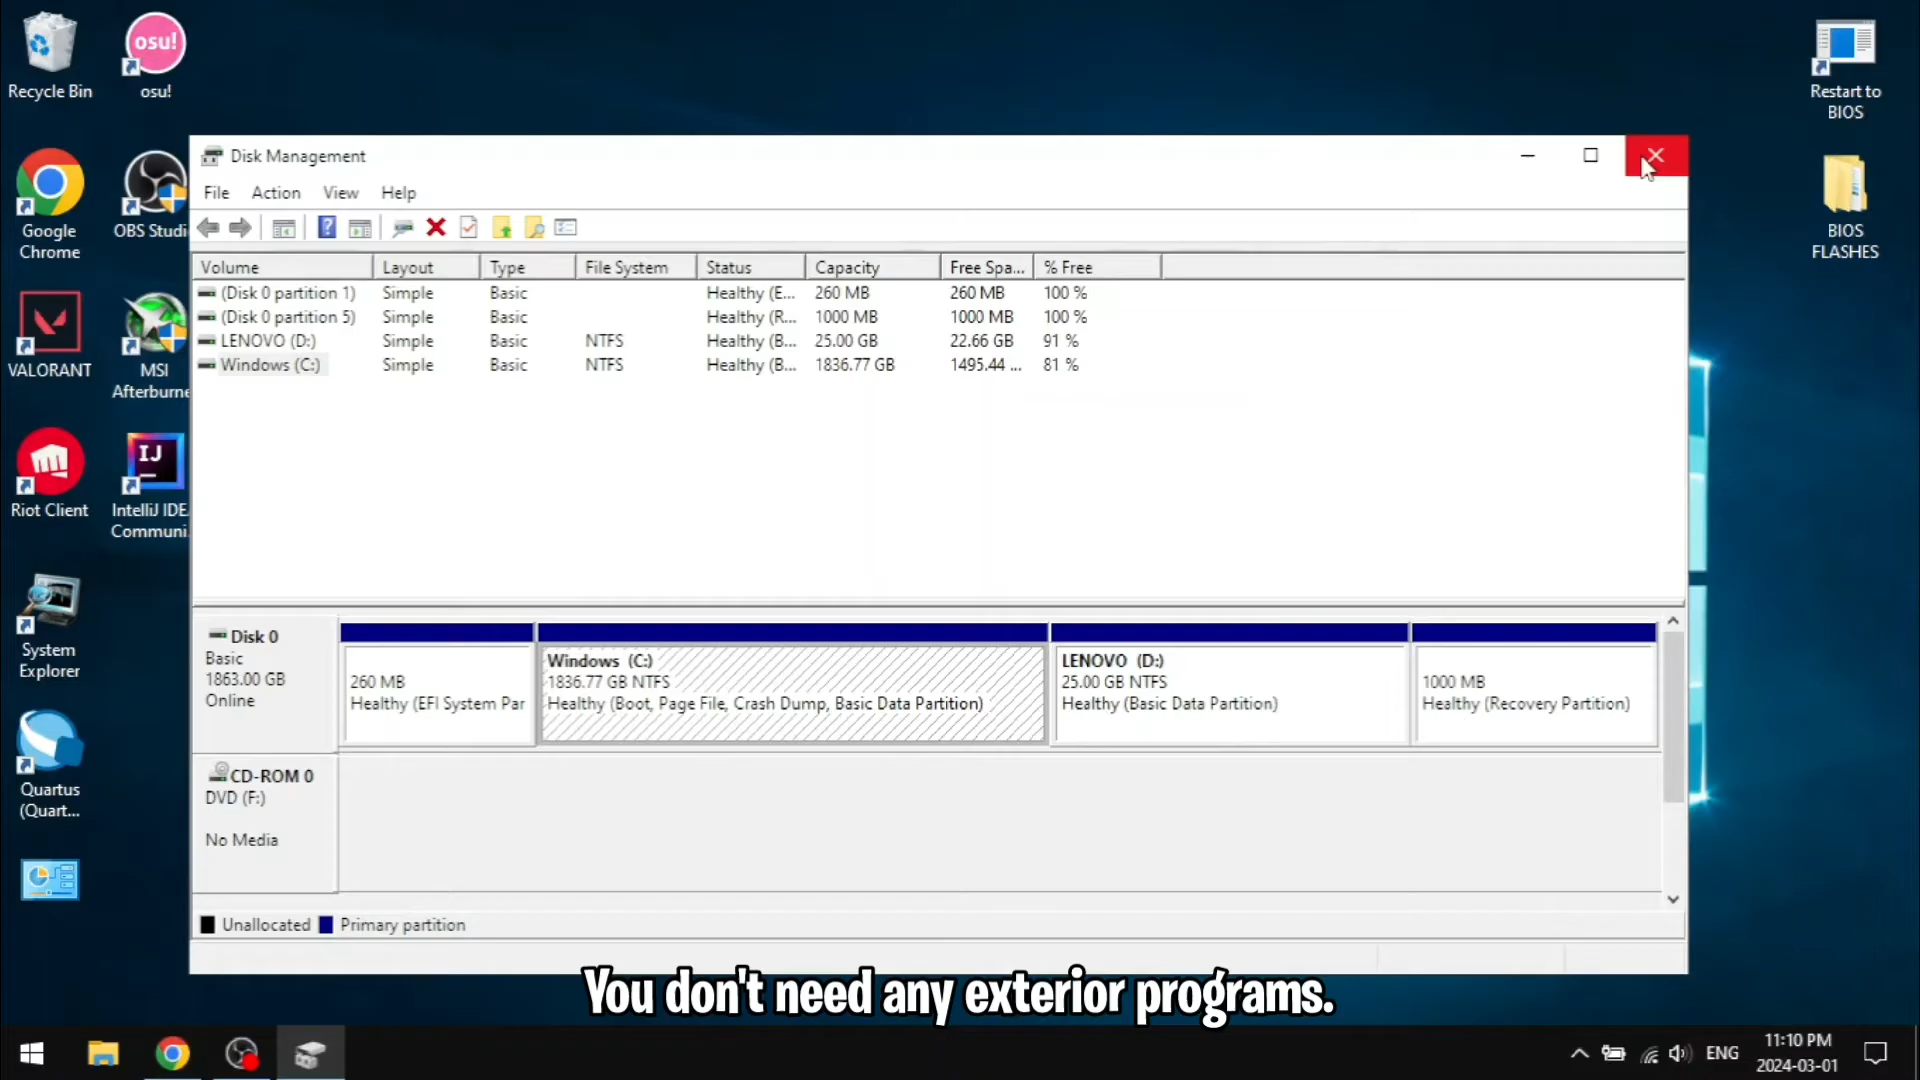 Recycle Bin
osu!
osu!
Restart to
BIOS
Google
Chrome
OBS Studi
BIOS
FLASHES
VALORANT
MSI
Afterburne
Riot Client
IJ
IntelliJ IDE
Communi
System
Explorer
Quartus
(Quart...
Disk Management
File Action View Help
Volume Layout Type File System Status Capacity Free Spa... % Free
(Disk 0 partition 1) Simple Basic Healthy (E... 260 MB 260 MB 100 %
(Disk 0 partition 5) Simple Basic Healthy (R... 1000 MB 1000 MB 100 %
LENOVO (D:) Simple Basic NTFS Healthy (B... 25.00 GB 22.66 GB 91 %
Windows (C:) Simple Basic NTFS Healthy (B... 1836.77 GB 1495.44 ... 81 %
Disk 0
Basic
1863.00 GB
Online
260 MB
Healthy (EFI System Par
Windows (C:)
1836.77 GB NTFS
Healthy (Boot, Page File, Crash Dump, Basic Data Partition)
LENOVO (D:)
25.00 GB NTFS
Healthy (Basic Data Partition)
1000 MB
Healthy (Recovery Partition)
CD-ROM 0
DVD (F:)
No Media
Unallocated Primary partition
You don't need any exterior programs.
ENG
11:10 PM
2024-03-01